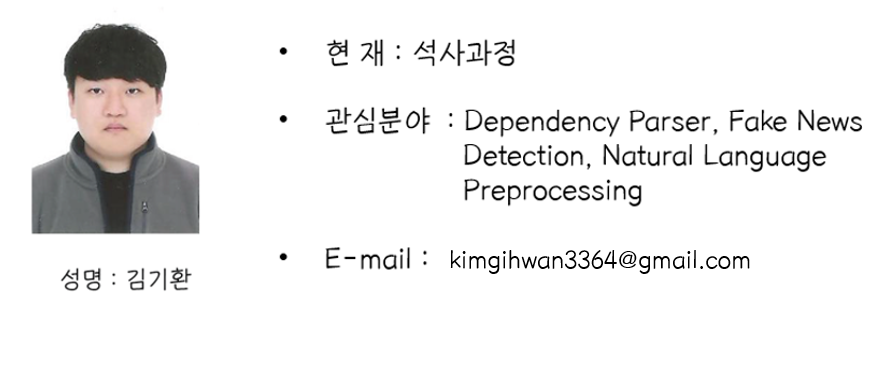 • 현 재 : 석사과정
• 관심분야 : Dependency Parser, Fake News
Detection, Natural Language
Preprocessing
• E-mail : kimgihwan3364@gmail.com
성명 : 김기환